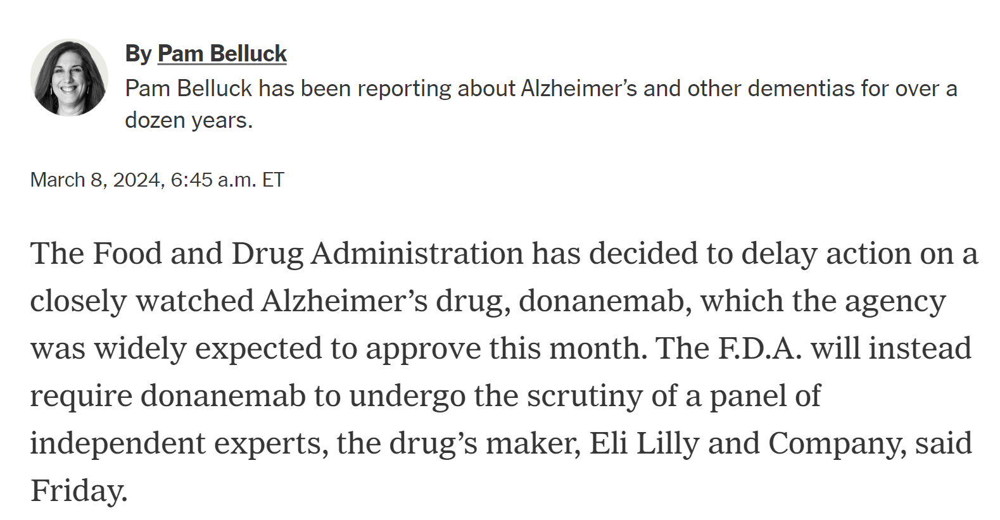 By Pam Belluck
Pam Belluck has been reporting about Alzheimer’s and other dementias for over a
dozen years.
March 8, 2024, 6:45 a.m. ET
The Food and Drug Administration has decided to delay action on a
closely watched Alzheimer’s drug, donanemab, which the agency
was widely expected to approve this month. The F.D.A. will instead
require donanemab to undergo the scrutiny of a panel of
independent experts, the drug’s maker, Eli Lilly and Company, said
Friday.